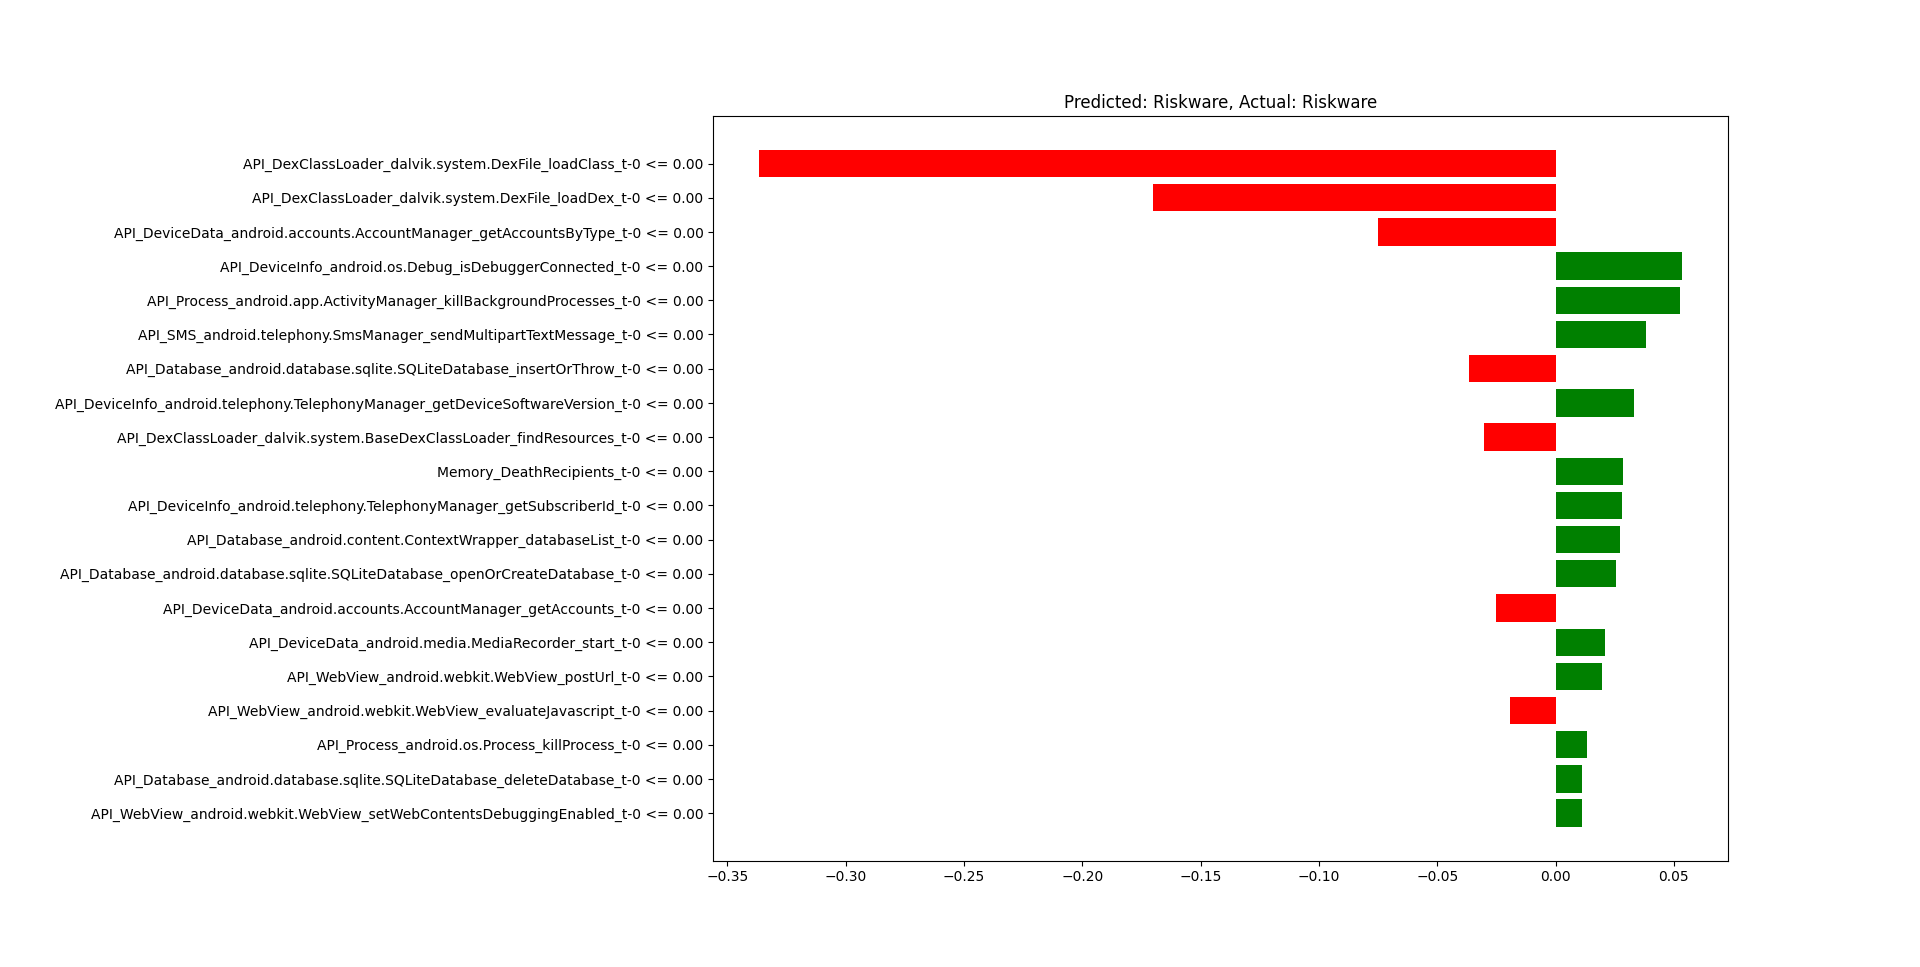 Predicted: Riskware, Actual: Riskware
API_DexClassLoader_dalvik.system.DexFile_loadClass_t-0 <= 0.00
API_DexClassLoader_dalvik.system.DexFile_loadDex_t-0 <= 0.00
API_DeviceData_android.accounts.AccountManager_getAccountsByType_t-0 <= 0.00
API_DeviceInfo_android.os.Debug_isDebuggerConnected_t-0 <= 0.00
API_Process_android.app.ActivityManager_killBackgroundProcesses_t-0 <= 0.00
API_SMS_android.telephony.SmsManager_sendMultipartTextMessage_t-0 <= 0.00
API_Database_android.database.sqlite.SQLiteDatabase_insertOrThrow_t-0 <= 0.00
API_DeviceInfo_android.telephony.TelephonyManager_getDeviceSoftwareVersion_t-0 <= 0.00
API_DexClassLoader_dalvik.system.BaseDexClassLoader_findResources_t-0 <= 0.00
Memory_DeathRecipients_t-0 <= 0.00
API_DeviceInfo_android.telephony.TelephonyManager_getSubscriberId_t-0 <= 0.00
API_Database_android.content.ContextWrapper_databaseList_t-0 <= 0.00
API_Database_android.database.sqlite.SQLiteDatabase_openOrCreateDatabase_t-0 <= 0.00
API_DeviceData_android.accounts.AccountManager_getAccounts_t-0 <= 0.00
API_DeviceData_android.media.MediaRecorder_start_t-0 <= 0.00
API_WebView_android.webkit.WebView_postUrl_t-0 <= 0.00
API_WebView_android.webkit.WebView_evaluateJavascript_t-0 <= 0.00
API_Process_android.os.Process_killProcess_t-0 <= 0.00
API_Database_android.database.sqlite.SQLiteDatabase_deleteDatabase_t-0 <= 0.00
API_WebView_android.webkit.WebView_setWebContentsDebuggingEnabled_t-0 <= 0.00
−0.35 −0.30 −0.25 −0.20 −0.15 −0.10 −0.05 0.00 0.05